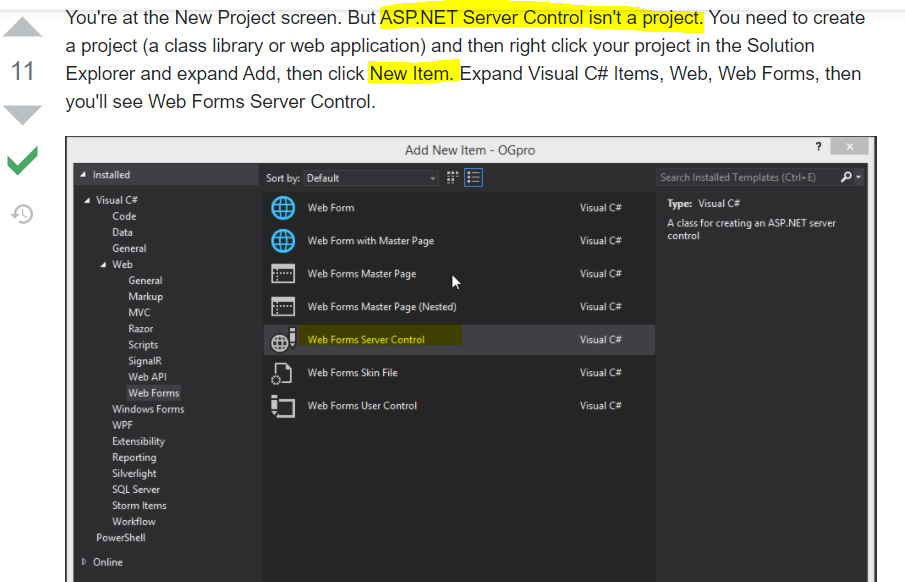 You're at the New Project screen. But ASP.NET Server Control isn't a project. You need to create
a project (a class library or web application) and then right click your project in the Solution
11
Explorer and expand Add, then click New Item. Expand Visual C# Items, Web, Web Forms, then
you'll see Web Forms Server Control.
Add New Item - OGpro
?
Installed
Sort by: Default
Search Installed Templates (Ctrl+E)
Visual C#
Code
Data
General
Web
General
Markup
MVC
Razor
Scripts
SignalR
Web API
Web Forms
Windows Forms
WPF
Extensibility
Reporting
Silverlight
SQL Server
Storm Items
Workflow
PowerShell
Online
Web Form Visual C#
Web Form with Master Page Visual C#
Web Forms Master Page Visual C#
Web Forms Master Page (Nested) Visual C#
Web Forms Server Control Visual C#
Web Forms Skin File Visual C#
Web Forms User Control Visual C#
Type: Visual C#
A class for creating an ASP.NET server
control